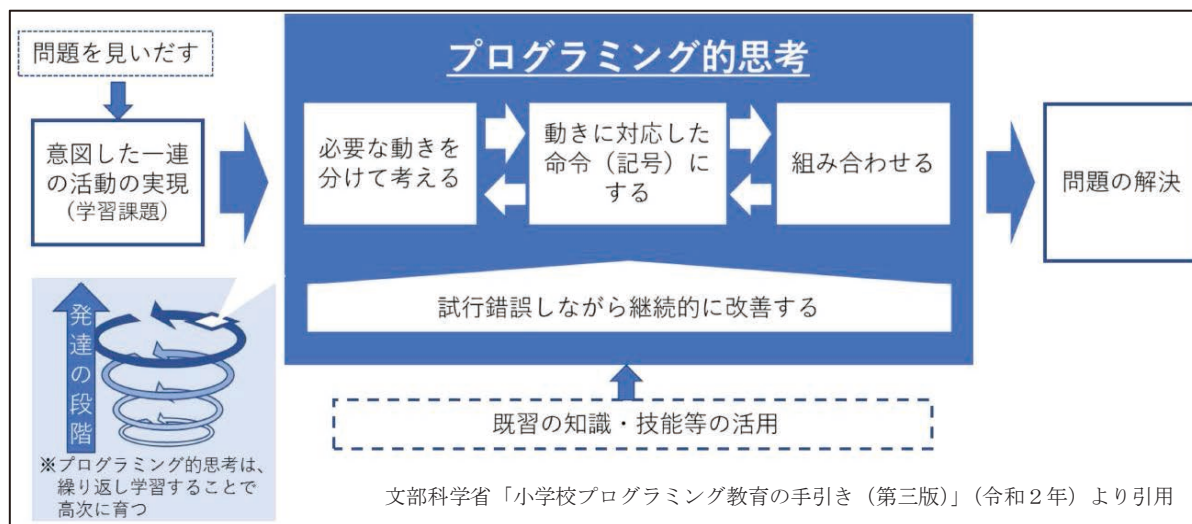 問題を見いだす
意図した一連
の活動の実現
(学習課題)
プログラミング的思考
必要な動きを
分けて考える
動きに対応した
命令（記号）に
する
組み合わせる
試行錯誤しながら継続的に改善する
問題の解決
既習の知識・技能等の活用
発達の段階
※プログラミング的思考は、
繰り返し学習することで
高次に育つ
文部科学省「小学校プログラミング教育の手引き（第三版）」（令和２年）より引用